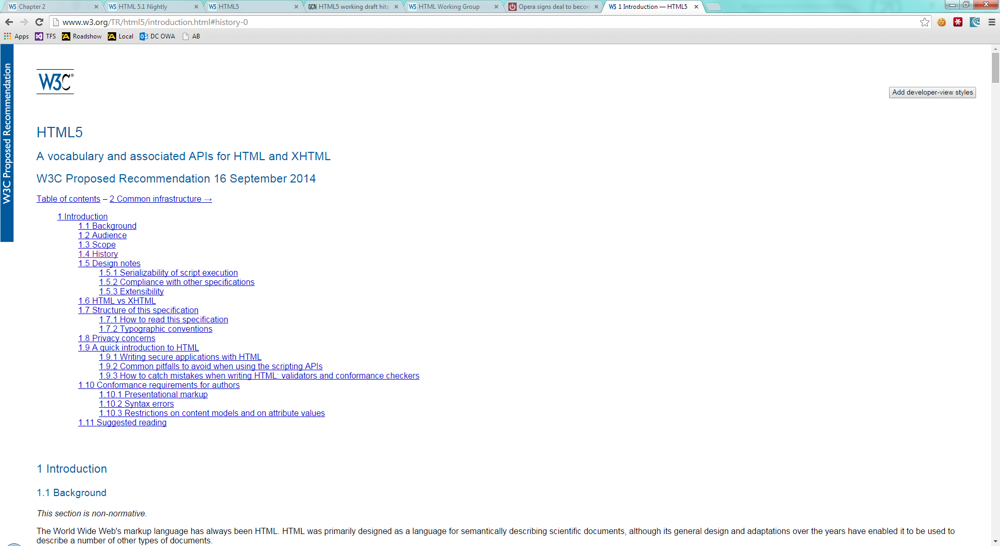 Chapter 2
HTML 5.1 Nightly
HTML5
GCN HTML5 working draft hits
HTML Working Group
Opera signs deal to becon
1 Introduction — HTML5
www.w3.org/TR/html5/introduction.html#history-0
Apps TFS Roadshow Local DC OWA AB
W3C Proposed Recommendation
W3C®
Add developer-view styles
HTML5
A vocabulary and associated APIs for HTML and XHTML
W3C Proposed Recommendation 16 September 2014
Table of contents – 2 Common infrastructure →
1 Introduction
1.1 Background
1.2 Audience
1.3 Scope
1.4 History
1.5 Design notes
1.5.1 Serializability of script execution
1.5.2 Compliance with other specifications
1.5.3 Extensibility
1.6 HTML vs XHTML
1.7 Structure of this specification
1.7.1 How to read this specification
1.7.2 Typographic conventions
1.8 Privacy concerns
1.9 A quick introduction to HTML
1.9.1 Writing secure applications with HTML
1.9.2 Common pitfalls to avoid when using the scripting APIs
1.9.3 How to catch mistakes when writing HTML: validators and conformance checkers
1.10 Conformance requirements for authors
1.10.1 Presentational markup
1.10.2 Syntax errors
1.10.3 Restrictions on content models and on attribute values
1.11 Suggested reading
1 Introduction
1.1 Background
This section is non-normative.
The World Wide Web's markup language has always been HTML. HTML was primarily designed as a language for semantically describing scientific documents, although its general design and adaptations over the years have enabled it to be used to
describe a number of other types of documents.